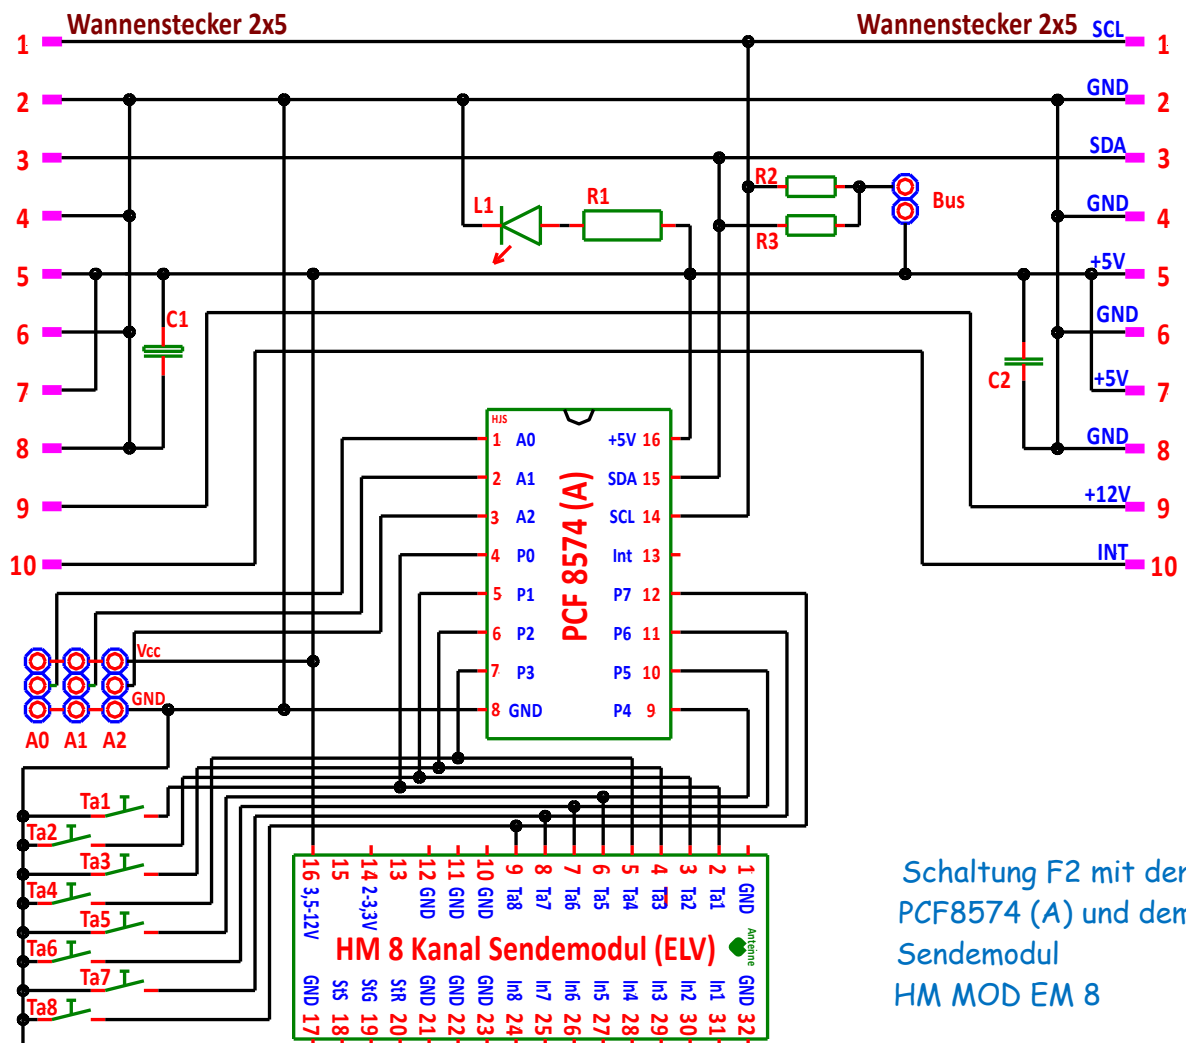 Wannenstecker 2x5 Wannenstecker 2x5
1 SCL 1
2 GND 2
3 SDA 3
R2
4 L1 R1 Bus GND 4
R3
5 +5V 5
C1
6 GND 6
7 C2 +5V 7
HJS
8 1 A0 +5V 16 GND 8
2 A1 SDA 15
9 3 A2 SCL 14 +12V 9
10 4 P0 Int 13 INT 10
PCF 8574 (A)
5 P1 P7 12
6 P2 P6 11
Vcc
7 P3 P5 10
GND
8 GND P4 9
A0 A1 A2
Ta1
Ta2
Ta3
Ta4
Ta5
Ta6
Ta7
Ta8
16 15 14 13 12 11 10 9 8 7 6 5 4 3 2 1
3,5-12V 2-3,3V GND GND GND Ta8 Ta7 Ta6 Ta5 Ta4 Ta3 Ta2 Ta1 GND
HM 8 Kanal Sendemodul (ELV)
Antenne
GND StS StG StR GND GND GND In8 In7 In6 In5 In4 In3 In2 In1 GND
17 18 19 20 21 22 23 24 25 26 27 28 29 30 31 32
Schaltung F2 mit der
PCF8574 (A) und dem
Sendemodul
HM MOD EM 8